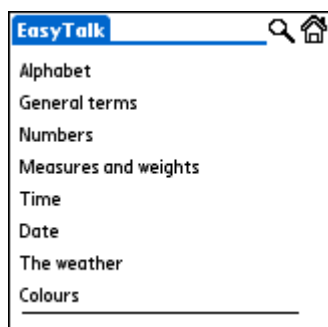 EasyTalk
Alphabet
General terms
Numbers
Measures and weights
Time
Date
The weather
Colours